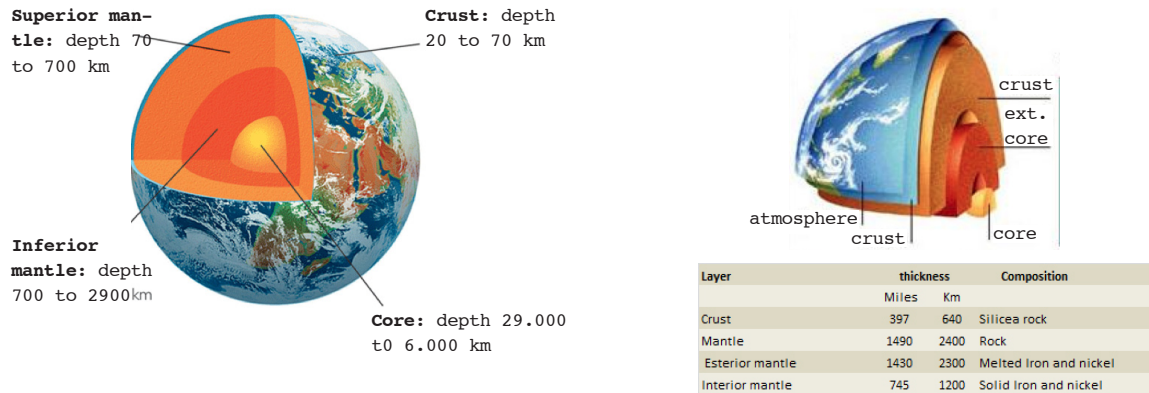 Superior man-
tle: depth 70
to 700 km
Crust: depth
20 to 70 km
Inferior
mantle: depth
700 to 2900km
Core: depth 29.000
t0 6.000 km
crust
ext.
core
atmosphere
crust
core
Layer thickness Composition
Miles Km
Crust 397 640 Silicea rock
Mantle 1490 2400 Rock
Esterior mantle 1430 2300 Melted Iron and nickel
Interior mantle 745 1200 Solid Iron and nickel